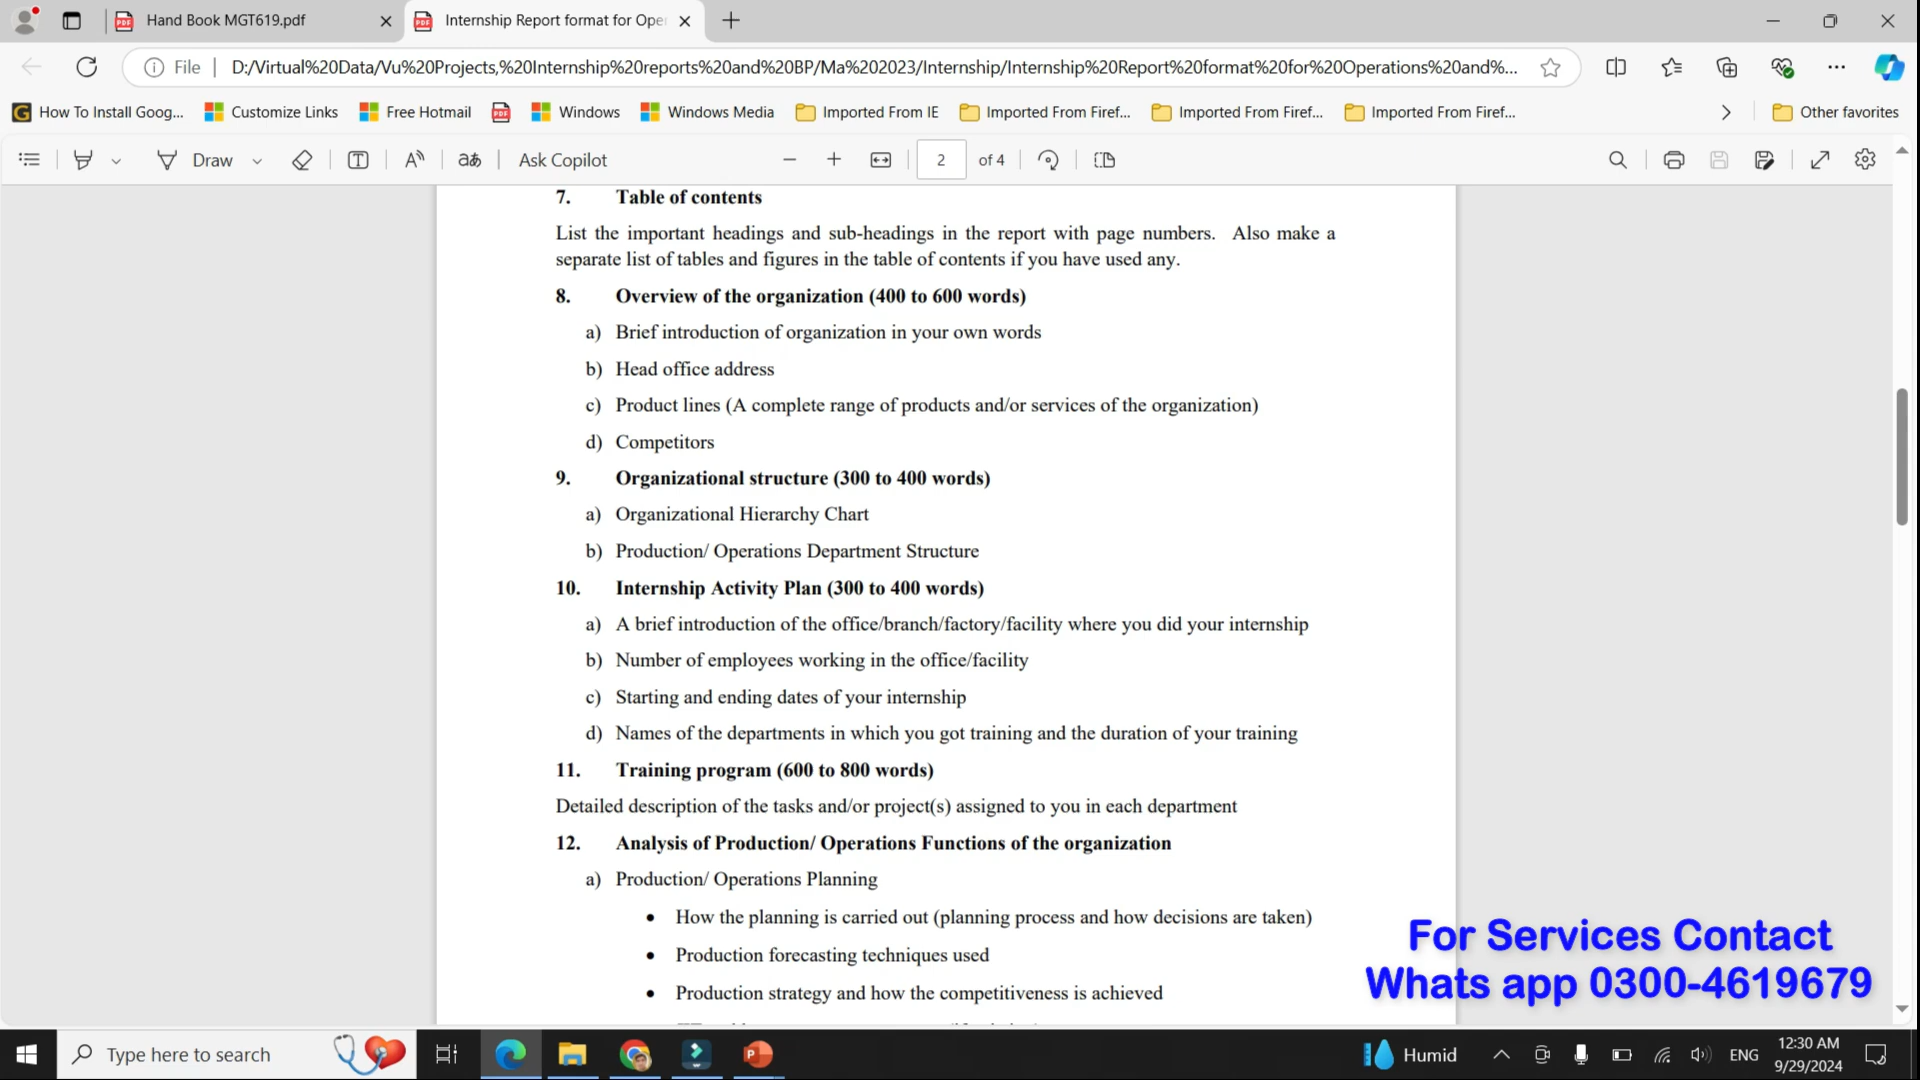 Hand Book MGT619.pdf
Internship Report format for Oper
File
D:/Virtual%20Data/Vu%20Projects,%20Internship%20reports%20and%20BP/Ma%202023/Internship/Internship%20Report%20format%20for%20Operations%20and%...
How To Install Goog...
Customize Links
Free Hotmail
Windows
Windows Media
Imported From IE
Imported From Firef...
Imported From Firef...
Imported From Firef...
Other favorites
Draw
Ask Copilot
2
of 4
7. Table of contents
List the important headings and sub-headings in the report with page numbers. Also make a
separate list of tables and figures in the table of contents if you have used any.
8. Overview of the organization (400 to 600 words)
a) Brief introduction of organization in your own words
b) Head office address
c) Product lines (A complete range of products and/or services of the organization)
d) Competitors
9. Organizational structure (300 to 400 words)
a) Organizational Hierarchy Chart
b) Production/ Operations Department Structure
10. Internship Activity Plan (300 to 400 words)
a) A brief introduction of the office/branch/factory/facility where you did your internship
b) Number of employees working in the office/facility
c) Starting and ending dates of your internship
d) Names of the departments in which you got training and the duration of your training
11. Training program (600 to 800 words)
Detailed description of the tasks and/or project(s) assigned to you in each department
12. Analysis of Production/ Operations Functions of the organization
a) Production/ Operations Planning
• How the planning is carried out (planning process and how decisions are taken)
• Production forecasting techniques used
• Production strategy and how the competitiveness is achieved
For Services Contact
Whats app 0300-4619679
Type here to search
Humid
ENG
12:30 AM
9/29/2024